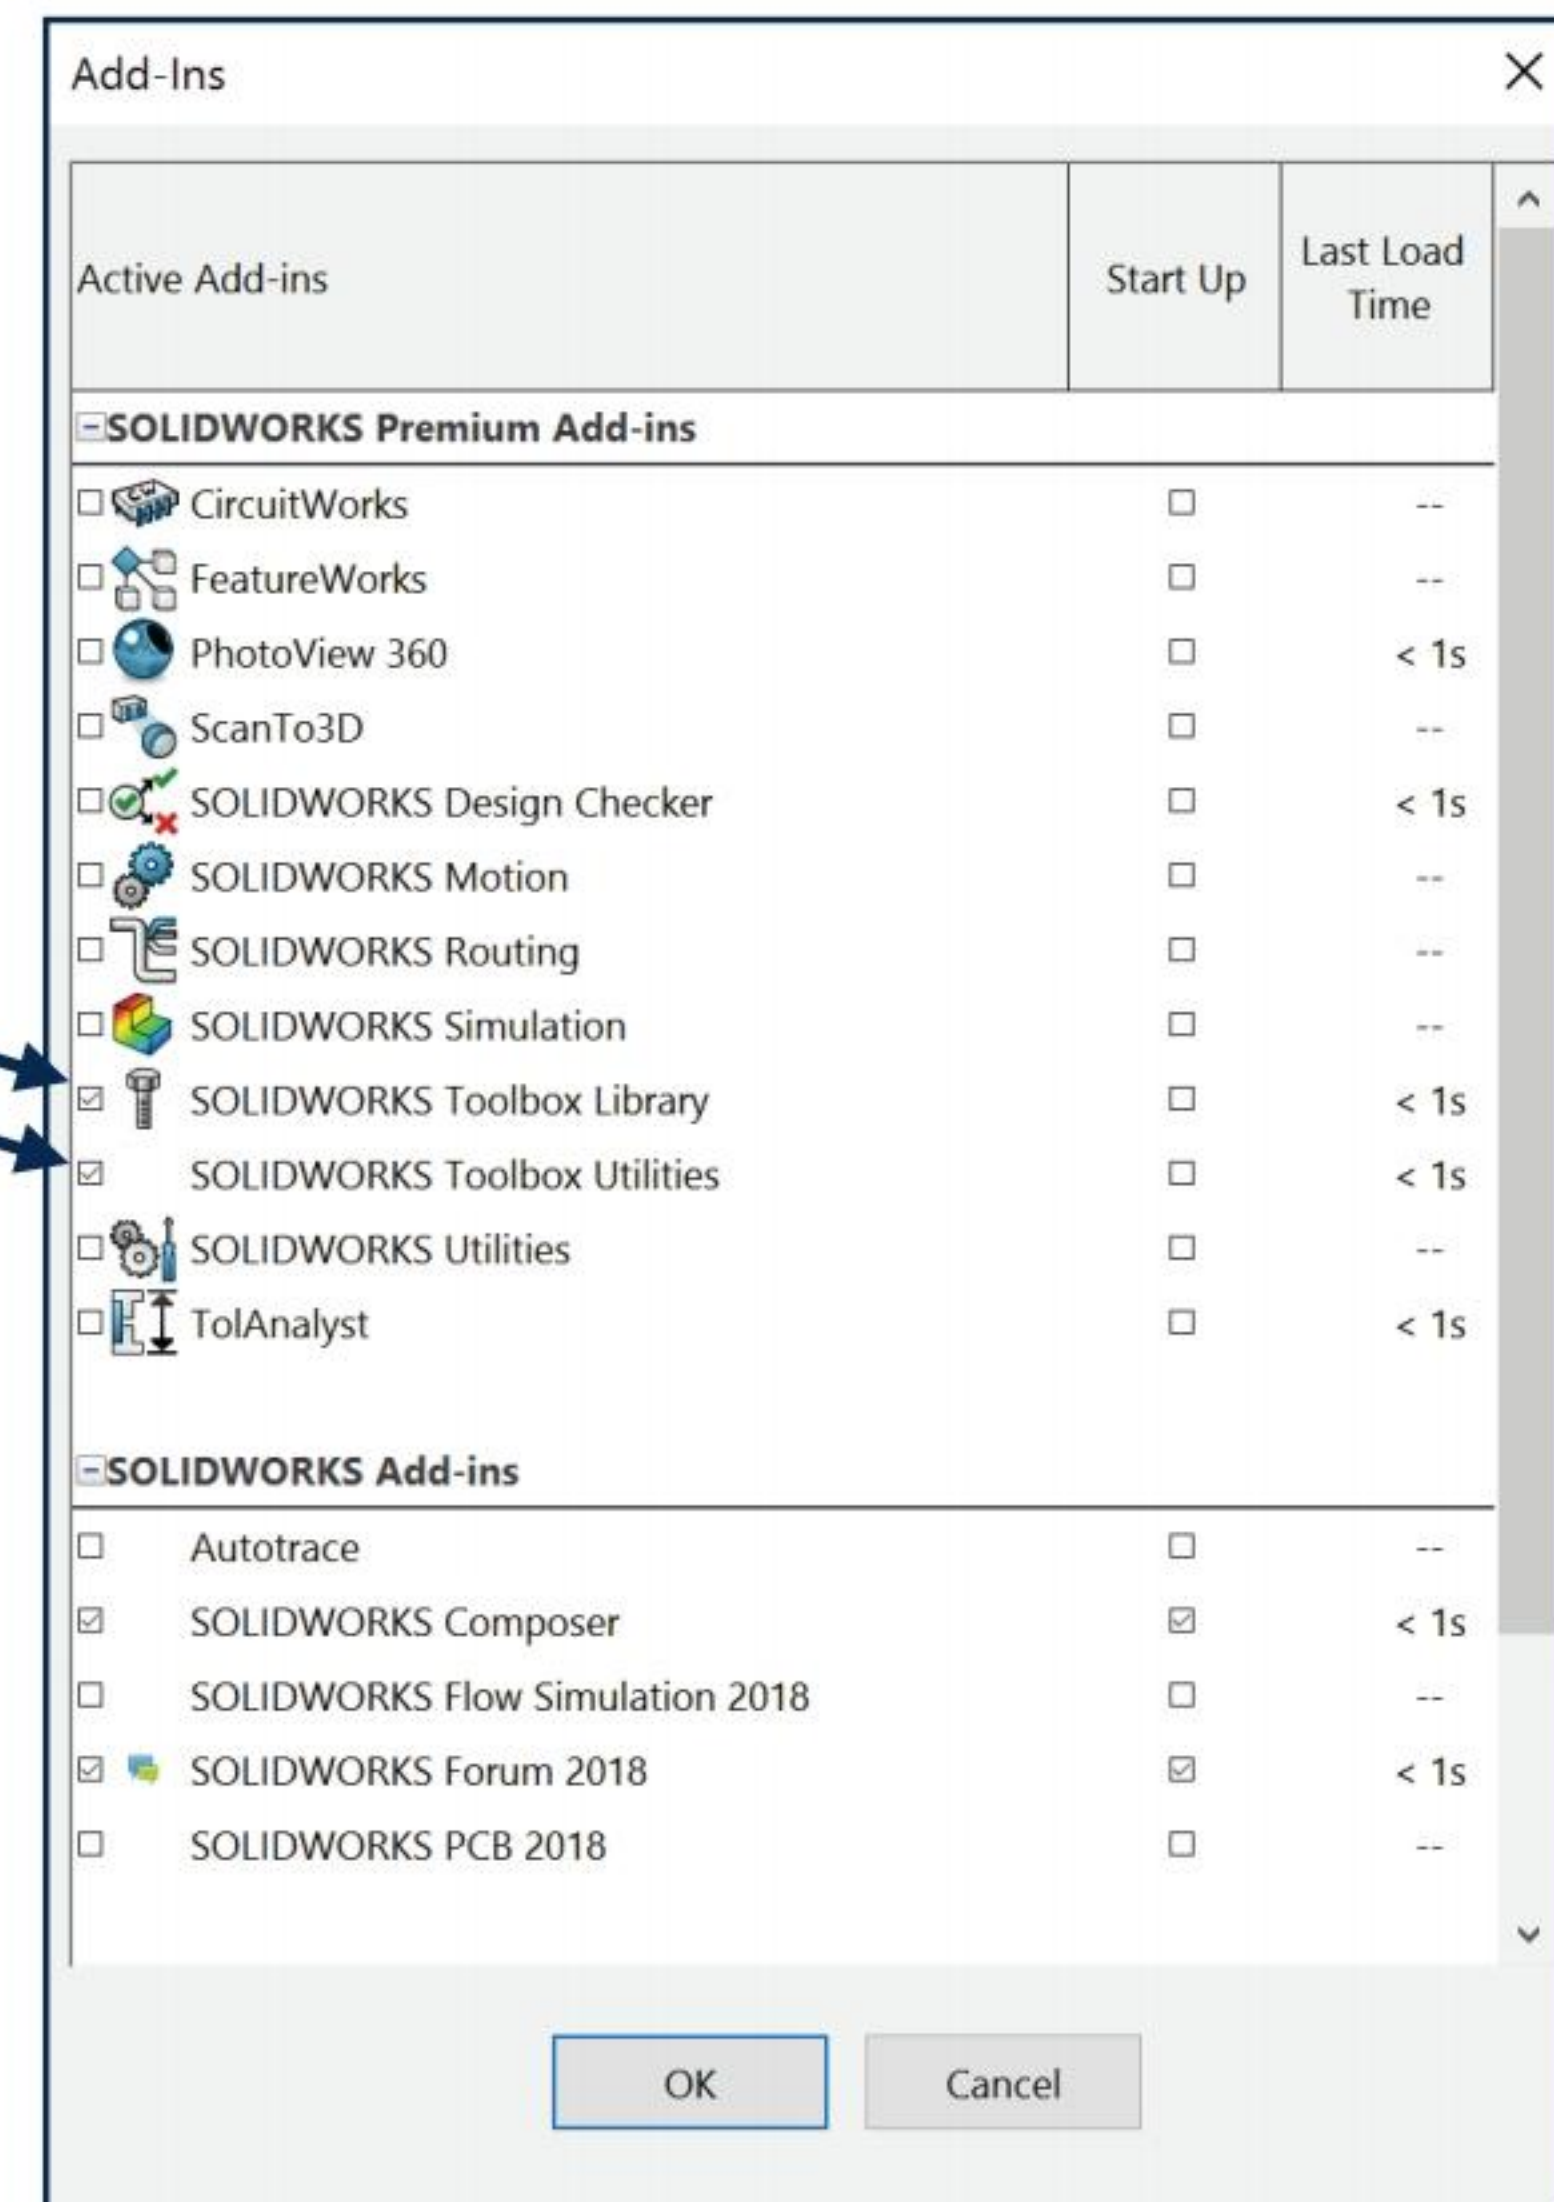 Add-Ins
Active Add-ins Start Up Last Load Time
SOLIDWORKS Premium Add-ins
CircuitWorks --
FeatureWorks --
PhotoView 360 < 1s
ScanTo3D --
SOLIDWORKS Design Checker < 1s
SOLIDWORKS Motion --
SOLIDWORKS Routing --
SOLIDWORKS Simulation --
SOLIDWORKS Toolbox Library < 1s
SOLIDWORKS Toolbox Utilities < 1s
SOLIDWORKS Utilities --
TolAnalyst < 1s
SOLIDWORKS Add-ins
Autotrace --
SOLIDWORKS Composer < 1s
SOLIDWORKS Flow Simulation 2018 --
SOLIDWORKS Forum 2018 < 1s
SOLIDWORKS PCB 2018 --
OK Cancel